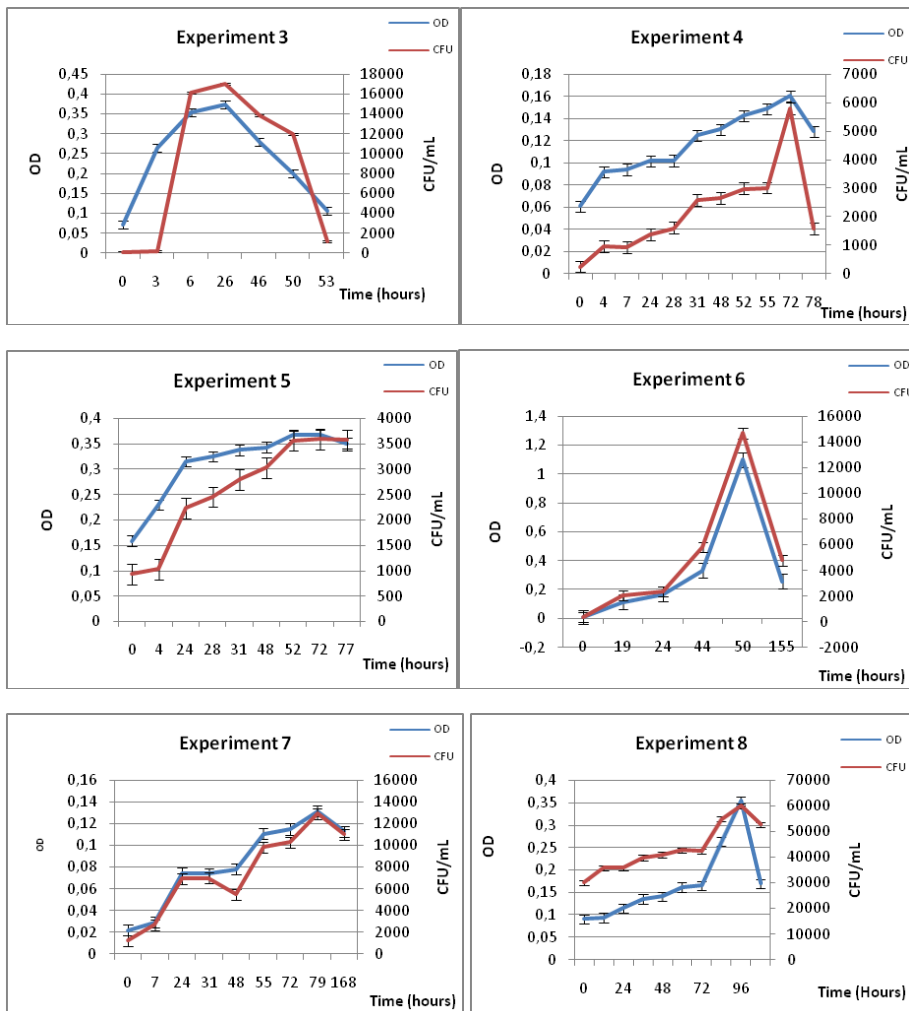 Experiment 3
OD
CFU
0,45
0,4
0,35
0,3
0,25
0,2
0,15
0,1
0,05
0
OD
18000
16000
14000
12000
10000
8000
6000
4000
2000
0
CFU/mL
0 3 6 26 46 50 53
Time (hours)
Experiment 4
OD
CFU
0,18
0,16
0,14
0,12
0,1
0,08
0,06
0,04
0,02
0
OD
7000
6000
5000
4000
3000
2000
1000
0
CFU/mL
0 4 7 24 28 31 48 52 55 72 78
Time (hours)
Experiment 5
OD
CFU
0,4
0,35
0,3
0,25
0,2
0,15
0,1
0,05
0
OD
4000
3500
3000
2500
2000
1500
1000
500
0
CFU/mL
0 4 24 28 31 48 52 72 77
Time (hours)
Experiment 6
OD
CFU
1,4
1,2
1
0,8
0,6
0,4
0,2
0
-0,2
OD
16000
14000
12000
10000
8000
6000
4000
2000
0
-2000
CFU/mL
0 19 24 44 50 155
Time (hours)
Experiment 7
OD
CFU
0,16
0,14
0,12
0,1
0,08
0,06
0,04
0,02
0
OD
16000
14000
12000
10000
8000
6000
4000
2000
0
CFU/mL
0 7 24 31 48 55 72 79 168
Time (Hours)
Experiment 8
OD
CFU
0,4
0,35
0,3
0,25
0,2
0,15
0,1
0,05
0
OD
70000
60000
50000
40000
30000
20000
10000
0
CFU/mL
0 24 48 72 96
Time (Hours)